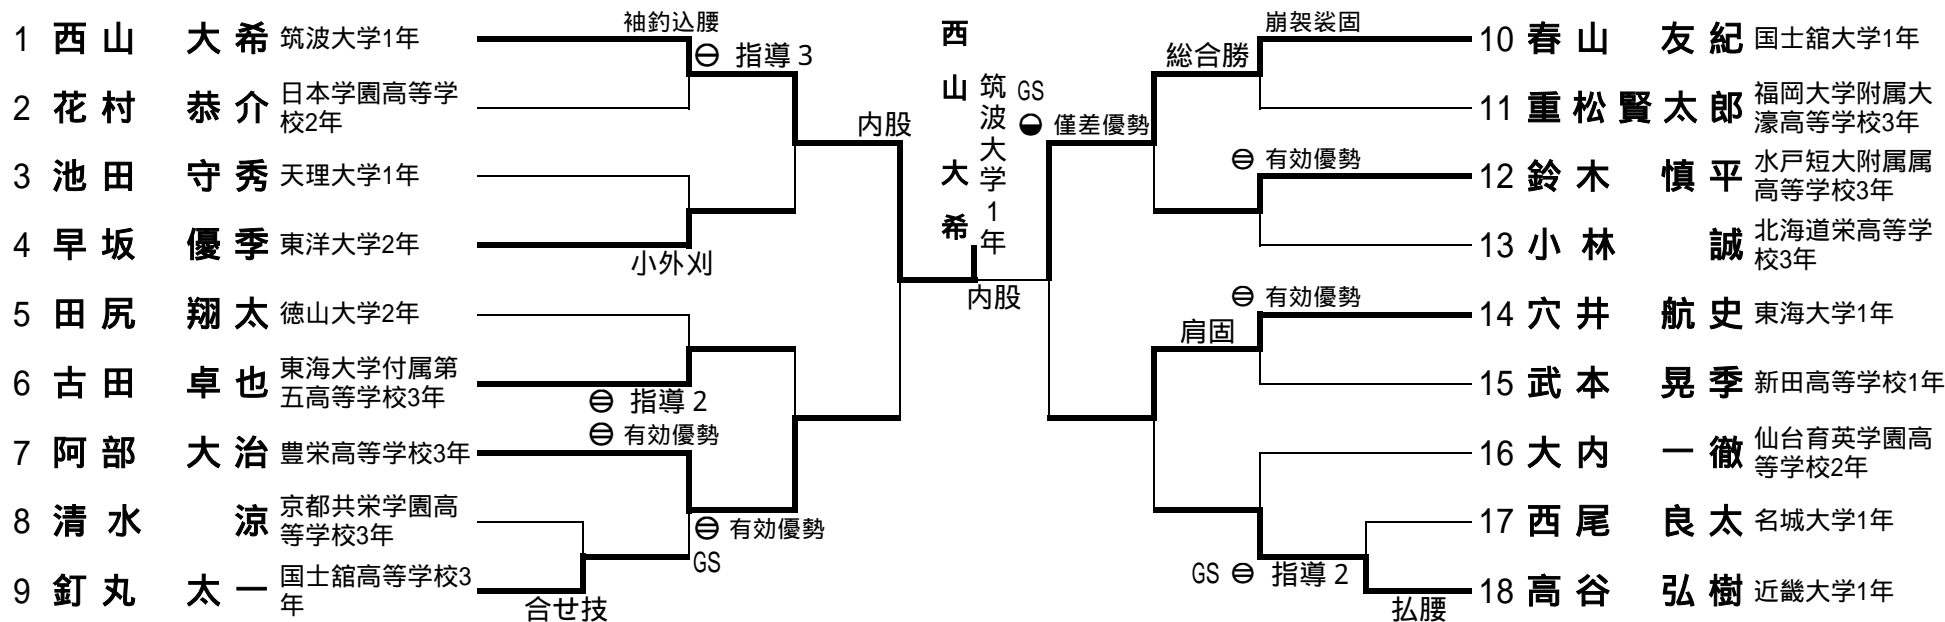 1 西山 大希 筑波大学1年
2 花村 恭介 日本学園高等学
校2年
3 池田 守秀 天理大学1年
4 早坂 優季 東洋大学2年
5 田尻 翔太 徳山大学2年
6 古田 卓也 東海大学付属第
五高等学校3年
7 阿部 大治 豊栄高等学校3年
8 清水 涼 京都共栄学園高
等学校3年
9 釘丸 太一 国士舘高等学校3
年
袖釣込腰
指導3
小外刈
内股
指導2
有効優勢
有効優勢
GS
合せ技
西山 大希
筑波大学1年
内股
GS
僅差優勢
総合勝
崩袈裟固
有効優勢
有効優勢
肩固
GS 指導2
払腰
10 春山 友紀 国士舘大学1年
11 重松賢太郎 福岡大学附属大
濠高等学校3年
12 鈴木 慎平 水戸短大附属属
高等学校3年
13 小林 誠 北海道栄高等学
校3年
14 穴井 航史 東海大学1年
15 武本 晃季 新田高等学校1年
16 大内 一徹 仙台育英学園高
等学校2年
17 西尾 良太 名城大学1年
18 高谷 弘樹 近畿大学1年